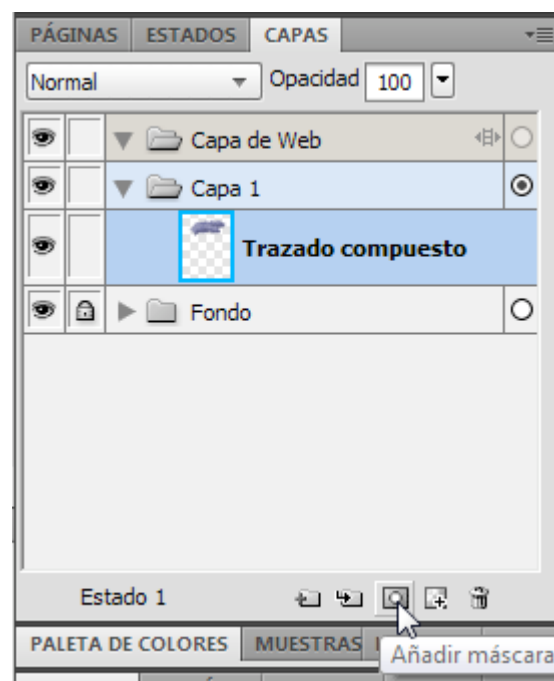 PÁGINAS ESTADOS CAPAS
Normal Opacidad 100
Capa de Web
Capa 1
Trazado compuesto
Fondo
Estado 1
PALETA DE COLORES MUESTRAS
Añadir máscara